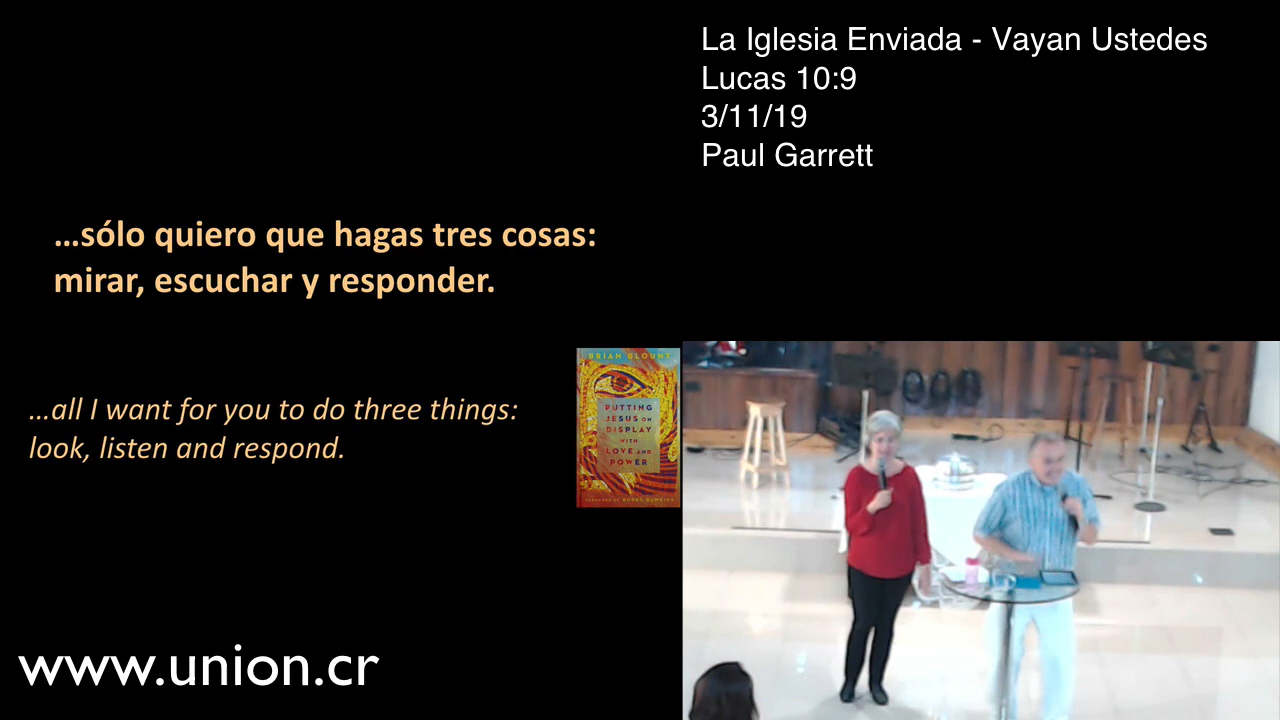 La Iglesia Enviada - Vayan Ustedes
Lucas 10:9
3/11/19
Paul Garrett
…sólo quiero que hagas tres cosas:
mirar, escuchar y responder.
…all I want for you to do three things:
look, listen and respond.
BRIAN BLOUNT
PUTTING
JESUS ON
DISPLAY
WITH
LOVE AND
POWER
www.union.cr